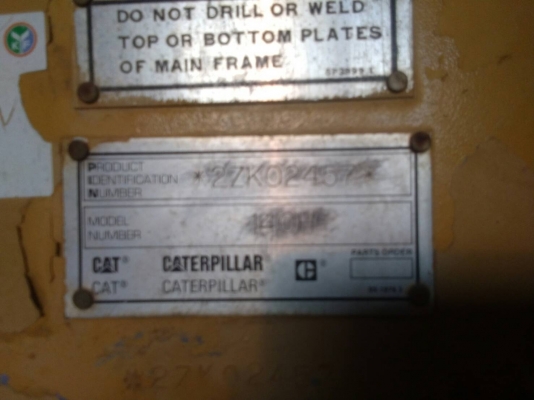 DO NOT DRILL OR WELD
TOP OR BOTTOM PLATES
OF MAIN FRAME
PRODUCT
IDENTIFICATION
NUMBER
*2ZK02457*
MODEL
NUMBER
CAT® CATERPILLAR® C
PARTS ORDER
CAT® CATERPILLAR®